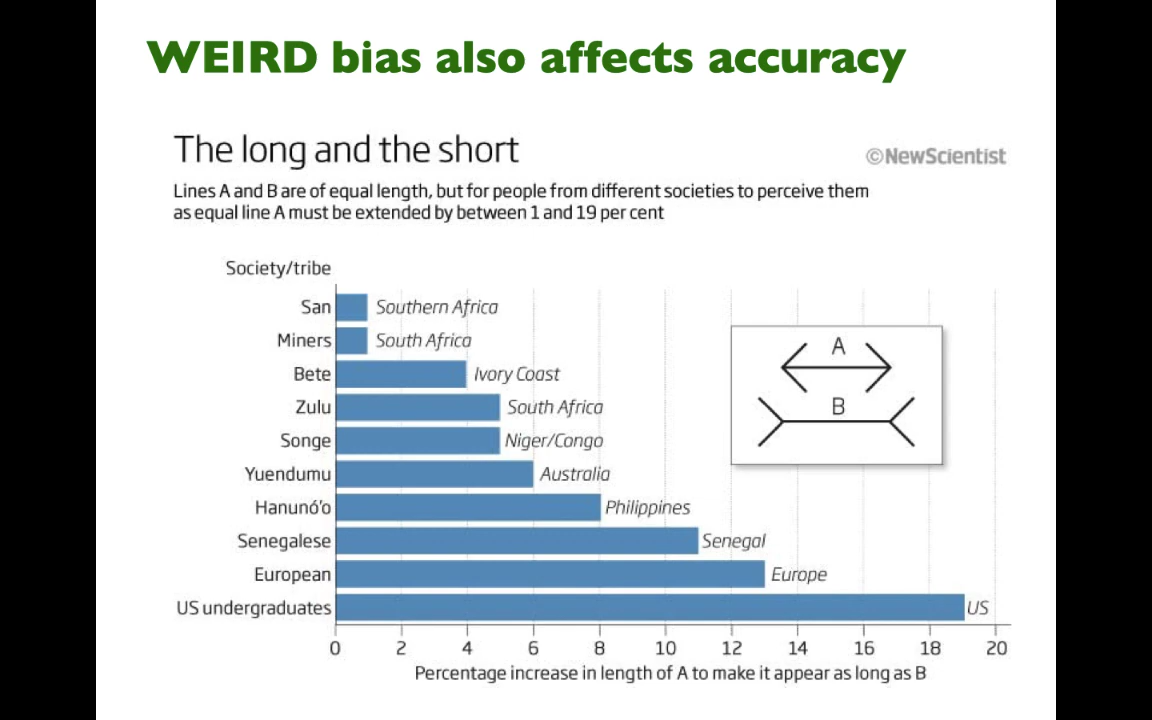 WEIRD bias also affects accuracy
The long and the short
©NewScientist
Lines A and B are of equal length, but for people from different societies to perceive them
as equal line A must be extended by between 1 and 19 per cent
Society/tribe
San Southern Africa
Miners South Africa
Bete Ivory Coast
Zulu South Africa
Songe Niger/Congo
Yuendumu Australia
Hanunó'o Philippines
Senegalese Senegal
European Europe
US undergraduates US
A
B
0 2 4 6 8 10 12 14 16 18 20
Percentage increase in length of A to make it appear as long as B